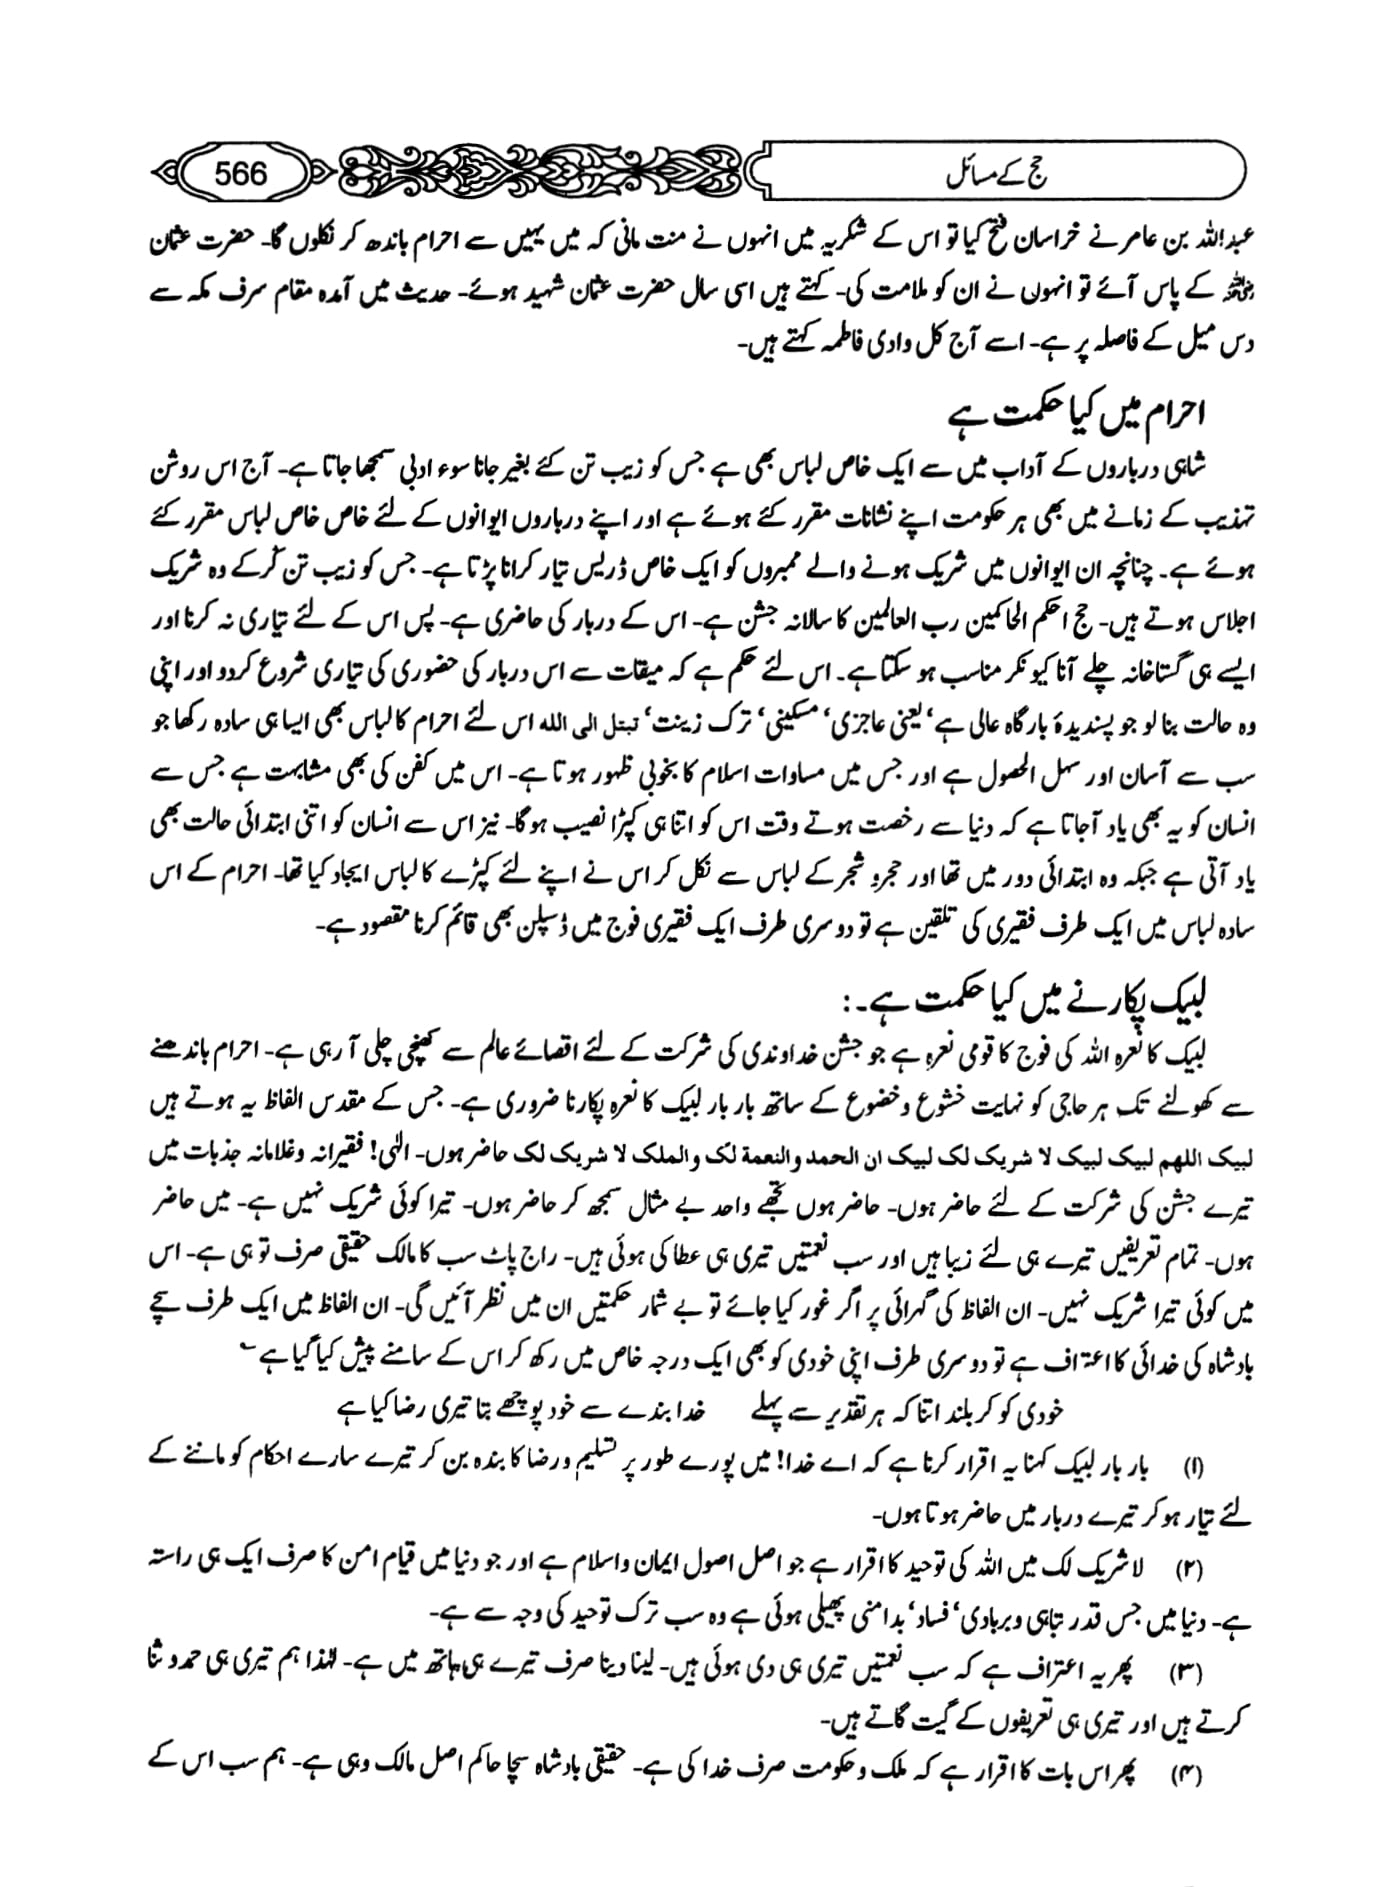 566
حج کے مسائل
عبداللہ بن عامر نے خراسان فتح کیا تو اس کے شکریہ میں انہوں نے منت مانی کہ میں یہیں سے احرام باندھ کر نکلوں گا۔ حضرت عثمان
رضی اللہ عنہ کے پاس آئے تو انہوں نے ان کو ملامت کی۔ کہتے ہیں اسی سال حضرت عثمان شہید ہوئے۔ حدیث میں آمدہ مقام سرف مکہ سے
دس میل کے فاصلہ پر ہے۔ اسے آج کل وادی فاطمہ کہتے ہیں۔
احرام میں کیا حکمت ہے
شاہی درباروں کے آداب میں سے ایک خاص لباس بھی ہے جس کو زیب تن کئے بغیر جانا سوء ادبی سمجھا جاتا ہے۔ آج اس روشن
تہذیب کے زمانے میں بھی ہر حکومت اپنے نشانات مقرر کئے ہوئے ہے اور اپنے درباروں ایوانوں کے لئے خاص خاص لباس مقرر کئے
ہوئے ہے۔ چنانچہ ان ایوانوں میں شریک ہونے والے ممبروں کو ایک خاص ڈریس تیار کرانا پڑتا ہے۔ جس کو زیب تن کر کے وہ شریک
اجلاس ہوتے ہیں۔ حج احکم الحاکمین رب العالمین کا سالانہ جشن ہے۔ اس کے دربار کی حاضری ہے۔ پس اس کے لئے تیاری نہ کرنا اور
ایسے ہی گستاخانہ چلے آنا کیونکر مناسب ہو سکتا ہے۔ اس لئے حکم ہے کہ میقات سے اس دربار کی حضوری کی تیاری شروع کردو اور اپنی
وہ حالت بنا لو جو پسندیدۂ بارگاہ عالی ہے‘ یعنی عاجزی‘ مسکینی‘ ترک زینت‘ تبتل الی الله اس لئے احرام کا لباس بھی ایسا ہی سادہ رکھا جو
سب سے آسان اور سہل الحصول ہے اور جس میں مساوات اسلام کا بخوبی ظہور ہوتا ہے۔ اس میں کفن کی بھی مشابہت ہے جس سے
انسان کو یہ بھی یاد آجاتا ہے کہ دنیا سے رخصت ہوتے وقت اس کو اتنا ہی کپڑا نصیب ہو گا۔ نیز اس سے انسان کو اتنی ابتدائی حالت بھی
یاد آتی ہے جبکہ وہ ابتدائی دور میں تھا اور حجرو شجر کے لباس سے نکل کر اس نے اپنے لئے کپڑے کا لباس ایجاد کیا تھا۔ احرام کے اس
سادہ لباس میں ایک طرف فقیری کی تلقین ہے تو دوسری طرف ایک فقیری فوج میں ڈسپلن بھی قائم کرنا مقصود ہے۔
لبیک پکارنے میں کیا حکمت ہے۔:
لبیک کا نعرہ اللہ کی فوج کا قومی نعرہ ہے جو جشن خداوندی کی شرکت کے لئے اقصائے عالم سے کھنچی چلی آ رہی ہے۔ احرام باندھنے
سے کھولنے تک ہر حاجی کو نہایت خشوع و خضوع کے ساتھ بار بار لبیک کا نعرہ پکارنا ضروری ہے۔ جس کے مقدس الفاظ یہ ہوتے ہیں
لبیک اللهم لبیک لبیک لا شریک لک لبیک ان الحمد والنعمة لک والملک لا شریک لک حاضر ہوں۔ الٰہی! فقیرانہ و غلامانہ جذبات میں
تیرے جشن کی شرکت کے لئے حاضر ہوں۔ حاضر ہوں تجھے واحد بے مثال سمجھ کر حاضر ہوں۔ تیرا کوئی شریک نہیں ہے۔ میں حاضر
ہوں۔ تمام تعریفیں تیرے ہی لئے زیبا ہیں اور سب نعمتیں تیری ہی عطا کی ہوئی ہیں۔ راج پاٹ سب کا مالک حقیقی صرف تو ہی ہے۔ اس
میں کوئی تیرا شریک نہیں۔ ان الفاظ کی گہرائی پر اگر غور کیا جائے تو بے شمار حکمتیں ان میں نظر آئیں گی۔ ان الفاظ میں ایک طرف سچے
بادشاہ کی خدائی کا اعتراف ہے تو دوسری طرف اپنی خودی کو بھی ایک درجہ خاص میں رکھ کر اس کے سامنے پیش کیا گیا ہے ؎
خودی کو کر بلند اتنا کہ ہر تقدیر سے پہلے خدا بندے سے خود پوچھے بتا تیری رضا کیا ہے
(۱) بار بار لبیک کہنا یہ اقرار کرنا ہے کہ اے خدا! میں پورے طور پر تسلیم و رضا کا بندہ بن کر تیرے سارے احکام کو ماننے کے
لئے تیار ہو کر تیرے دربار میں حاضر ہوتا ہوں۔
(۲) لا شریک لک میں اللہ کی توحید کا اقرار ہے جو اصل اصول ایمان و اسلام ہے اور جو دنیا میں قیام امن کا صرف ایک ہی راستہ
ہے۔ دنیا میں جس قدر تباہی و بربادی‘ فساد‘ بدامنی پھیلی ہوئی ہے وہ سب ترک توحید کی وجہ سے ہے۔
(۳) پھر یہ اعتراف ہے کہ سب نعمتیں تیری ہی دی ہوئی ہیں۔ لینا دینا صرف تیرے ہی ہاتھ میں ہے۔ لہٰذا ہم تیری ہی حمد و ثنا
کرتے ہیں اور تیری ہی تعریفوں کے گیت گاتے ہیں۔
(۴) پھر اس بات کا اقرار ہے کہ ملک و حکومت صرف خدا کی ہے۔ حقیقی بادشاہ سچا حاکم اصل مالک وہی ہے۔ ہم سب اس کے